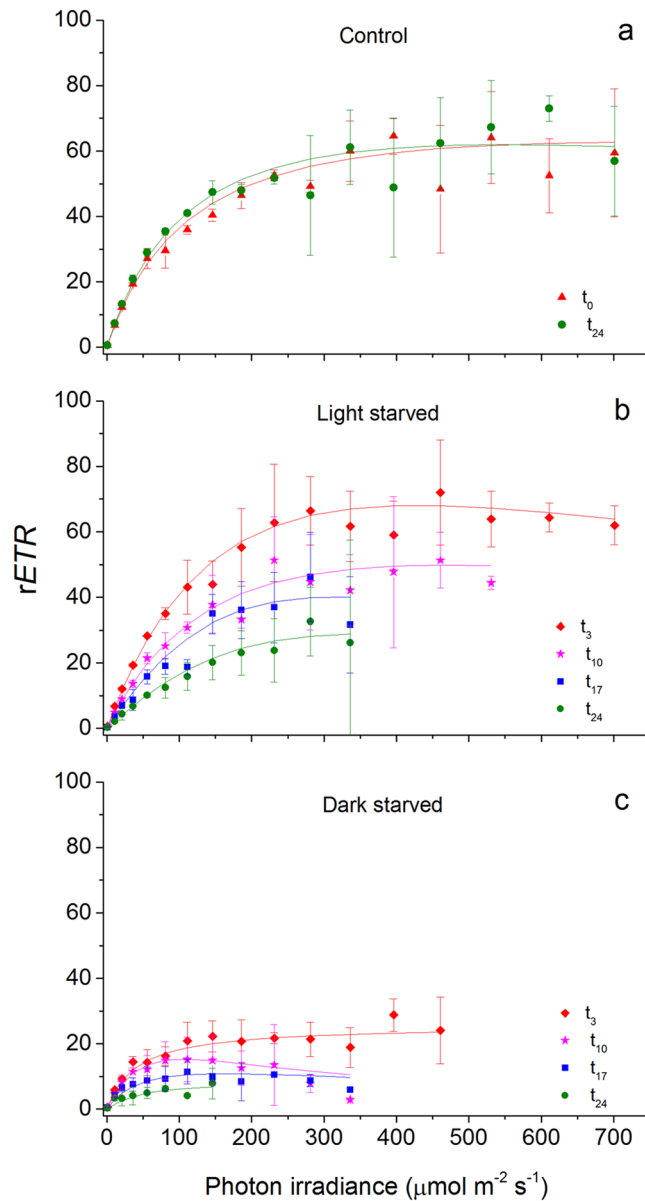 100
80
60
40
20
0
Control
a
t0
t24
100
80
60
40
20
0
Light starved
b
t3
t10
t17
t24
rETR
100
80
60
40
20
0
Dark starved
c
t3
t10
t17
t24
0 100 200 300 400 500 600 700
Photon irradiance (μmol m-2 s-1)